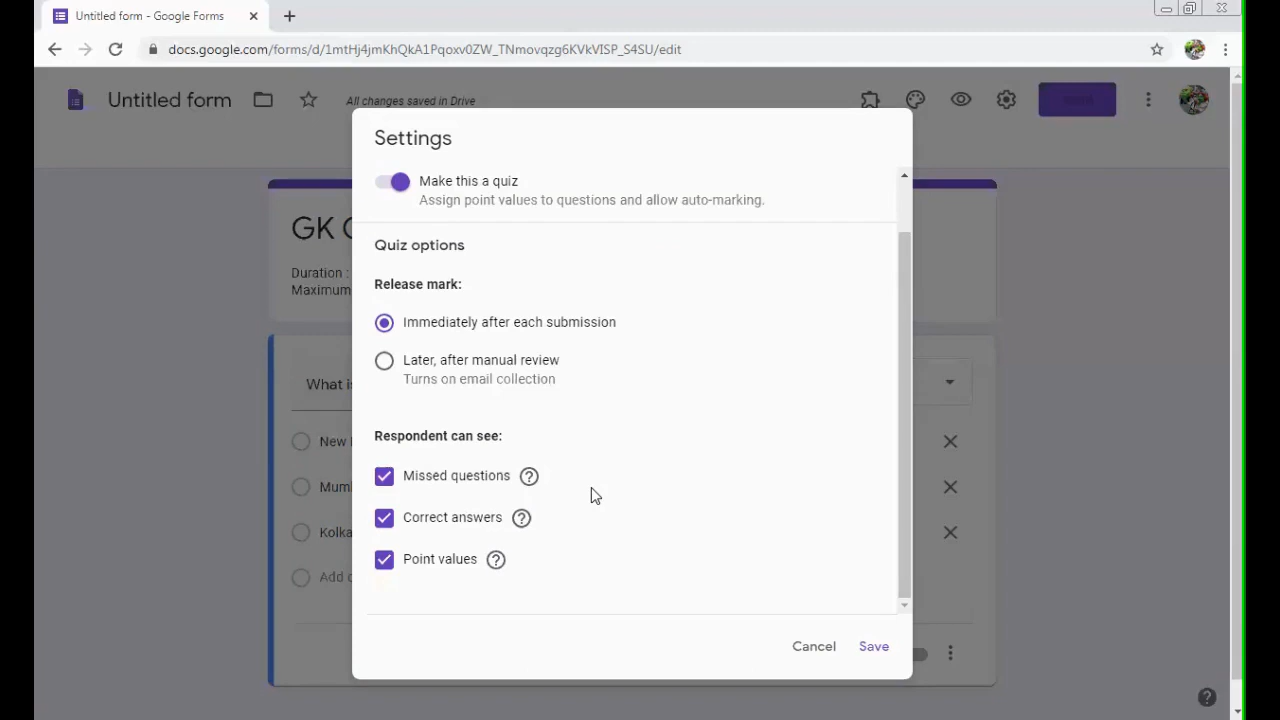 Untitled form - Google Forms
docs.google.com/forms/d/1mtHj4jmKhQkA1Pqoxv0ZW_TNmovqzg6KVkVISP_S4SU/edit
Untitled form
All changes saved in Drive
Settings
Make this a quiz
Assign point values to questions and allow auto-marking.
GK
Duration :
Maximum
Quiz options
Release mark:
Immediately after each submission
Later, after manual review
Turns on email collection
What is
New
Mum
Kolka
Add
Respondent can see:
Missed questions
Correct answers
Point values
Cancel
Save